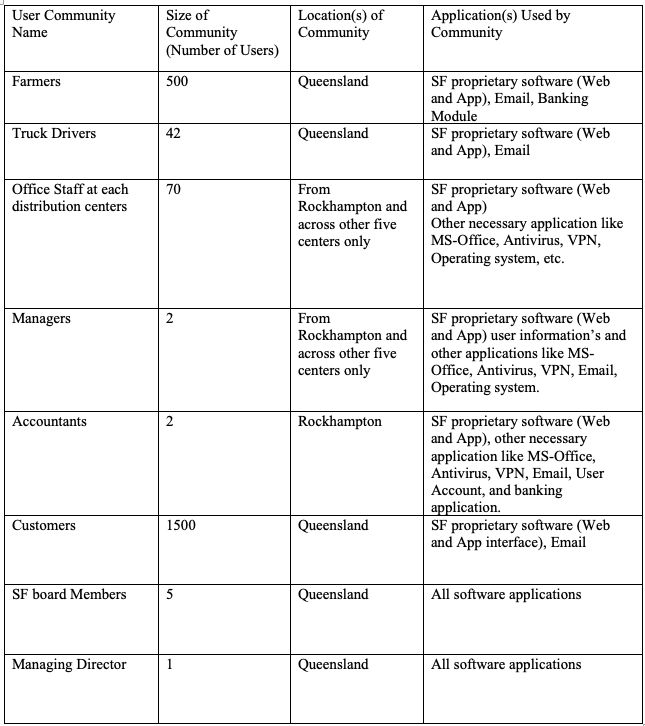 User Community
Name
Size of
Community
(Number of Users)
Location(s) of
Community
Application(s) Used by
Community
Farmers
500
Queensland
SF proprietary software (Web
and App), Email, Banking
Module
Truck Drivers
42
Queensland
SF proprietary software (Web
and App), Email
Office Staff at each
distribution centers
70
From
Rockhampton and
across other five
centers only
SF proprietary software (Web
and App)
Other necessary application like
MS-Office, Antivirus, VPN,
Operating system, etc.
Managers
2
From
Rockhampton and
across other five
centers only
SF proprietary software (Web
and App) user information’s and
other applications like MS-
Office, Antivirus, VPN, Email,
Operating system.
Accountants
2
Rockhampton
SF proprietary software (Web
and App), other necessary
application like MS-Office,
Antivirus, VPN, Email, User
Account, and banking
application.
Customers
1500
Queensland
SF proprietary software (Web
and App interface), Email
SF board Members
5
Queensland
All software applications
Managing Director
1
Queensland
All software applications